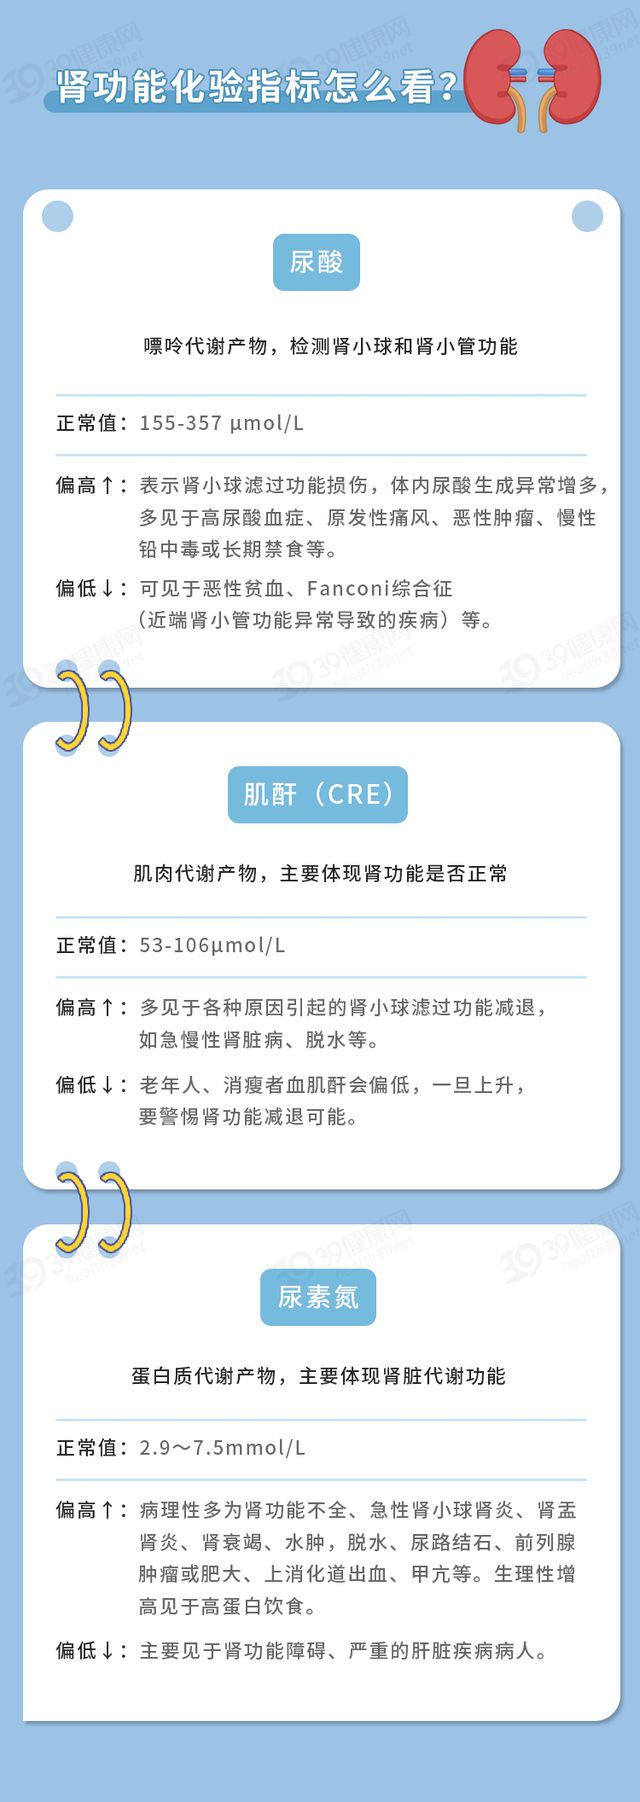 肾功能化验指标怎么看？
尿酸
嘌呤代谢产物，检测肾小球和肾小管功能
正常值：155-357 μmol/L
偏高↑：表示肾小球滤过功能损伤，体内尿酸生成异常增多，
多见于高尿酸血症、原发性痛风、恶性肿瘤、慢性
铅中毒或长期禁食等。
偏低↓：可见于恶性贫血、Fanconi综合征
（近端肾小管功能异常导致的疾病）等。
肌酐（CRE）
肌肉代谢产物，主要体现肾功能是否正常
正常值：53-106μmol/L
偏高↑：多见于各种原因引起的肾小球滤过功能减退，
如急慢性肾脏病、脱水等。
偏低↓：老年人、消瘦者血肌酐会偏低，一旦上升，
要警惕肾功能减退可能。
尿素氮
蛋白质代谢产物，主要体现肾脏代谢功能
正常值：2.9～7.5mmol/L
偏高↑：病理性多为肾功能不全、急性肾小球肾炎、肾盂
肾炎、肾衰竭、水肿，脱水、尿路结石、前列腺
肿瘤或肥大、上消化道出血、甲亢等。生理性增
高见于高蛋白饮食。
偏低↓：主要见于肾功能障碍、严重的肝脏疾病病人。
39健康网
health39net